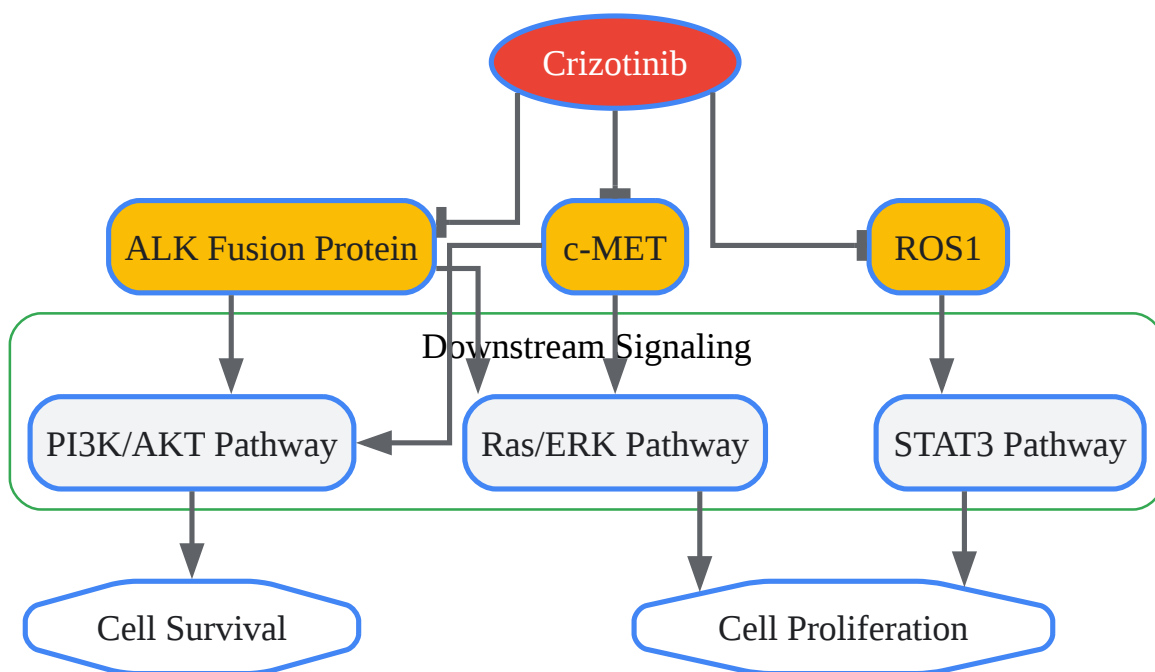 Crizotinib
ALK Fusion Protein
c-MET
ROS1
Downstream Signaling
PI3K/AKT Pathway
Ras/ERK Pathway
STAT3 Pathway
Cell Survival
Cell Proliferation